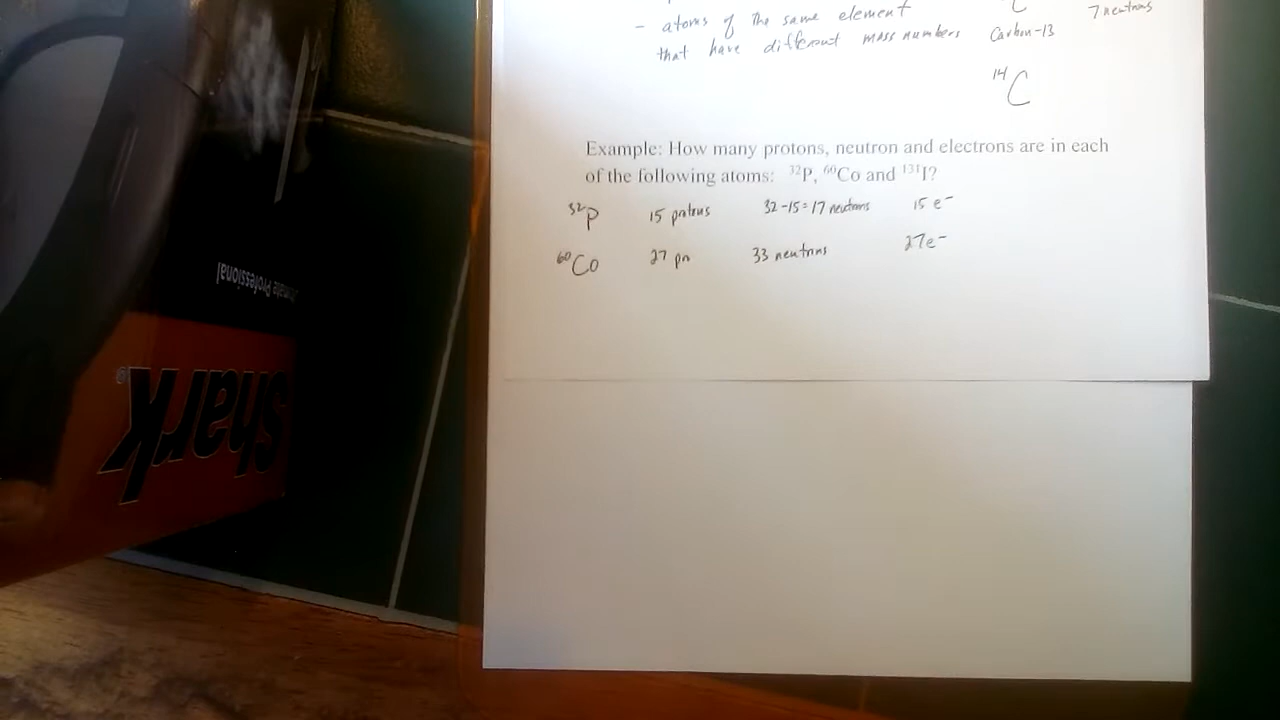 - atoms of the same element
that have different mass numbers
C
Carbon-13
7 neutrons
14C
Example: How many protons, neutron and electrons are in each
of the following atoms: 32P, 60Co and 131I?
32P 15 protons 32-15=17 neutrons 15 e-
60Co 27 pn 33 neutrons 27e-
Shark®
Professional